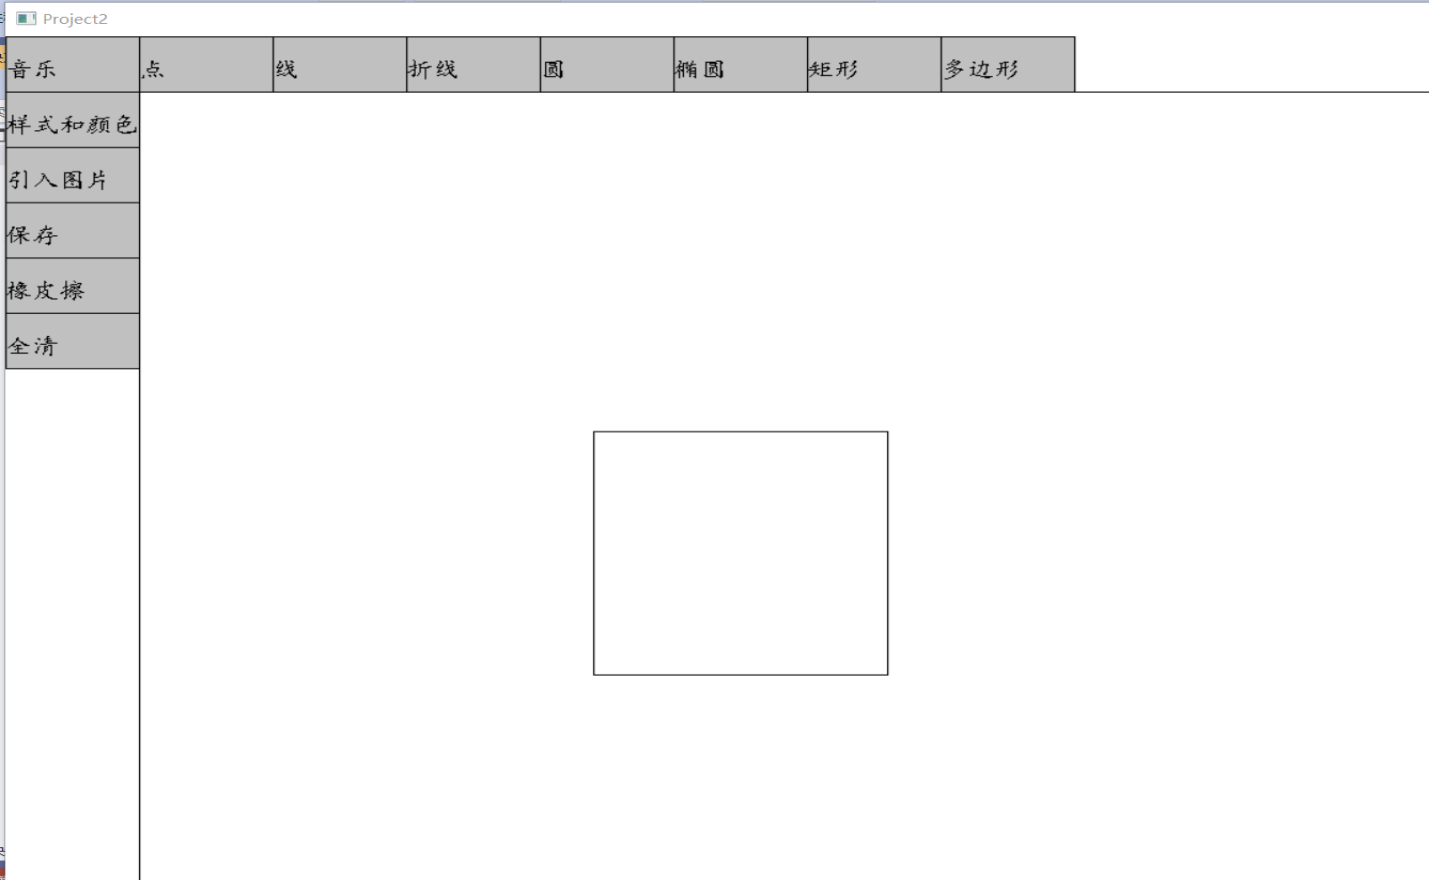 Project2
音乐 点 线 折线 圆 椭圆 矩形 多边形
样式和颜色
引入图片
保存
橡皮擦
全清